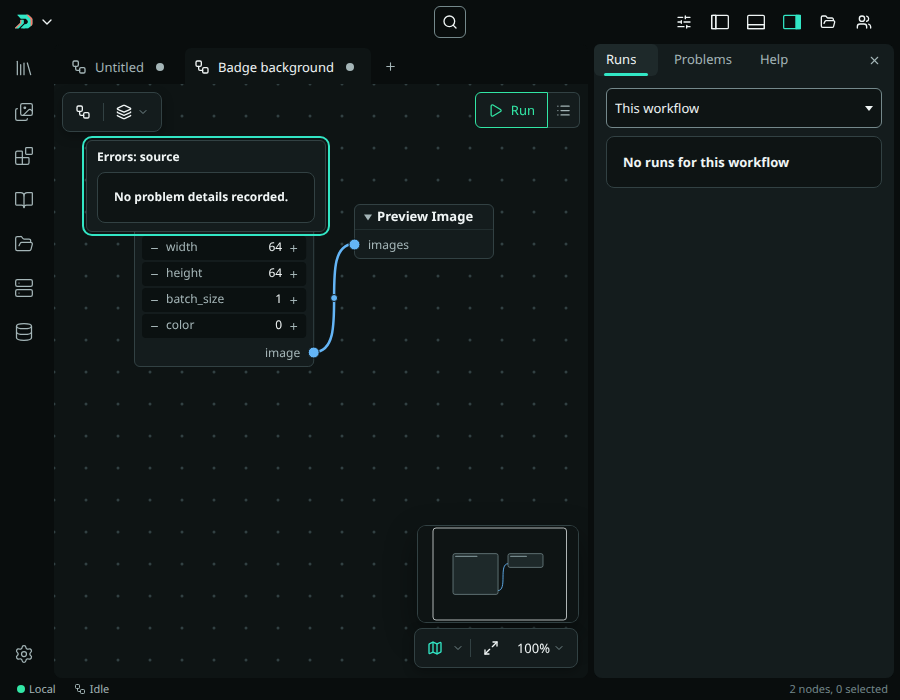 Untitled
Badge background
Runs
Problems
Help
Run
This workflow
No runs for this workflow
Errors: source
No problem details recorded.
width 64
height 64
batch_size 1
color 0
image
Preview Image
images
100%
Local
Idle
2 nodes, 0 selected